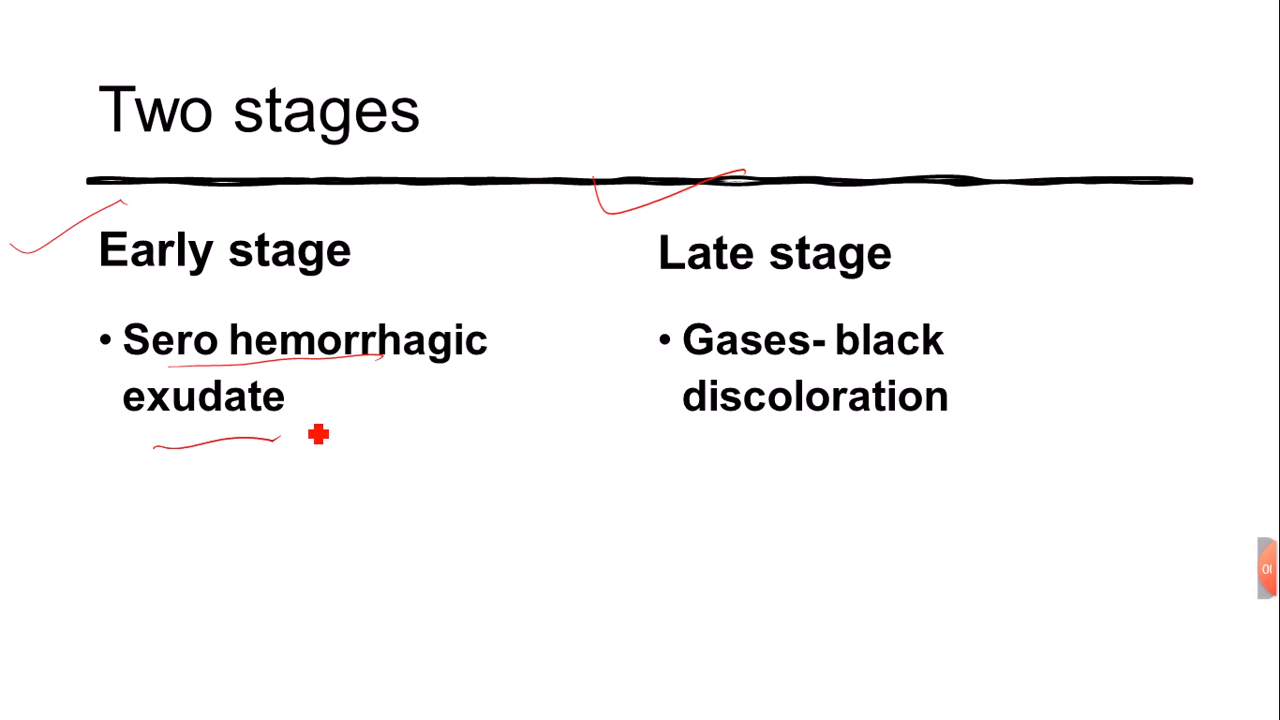 Two stages
Early stage
• Sero hemorrhagic
exudate
Late stage
• Gases- black
discoloration